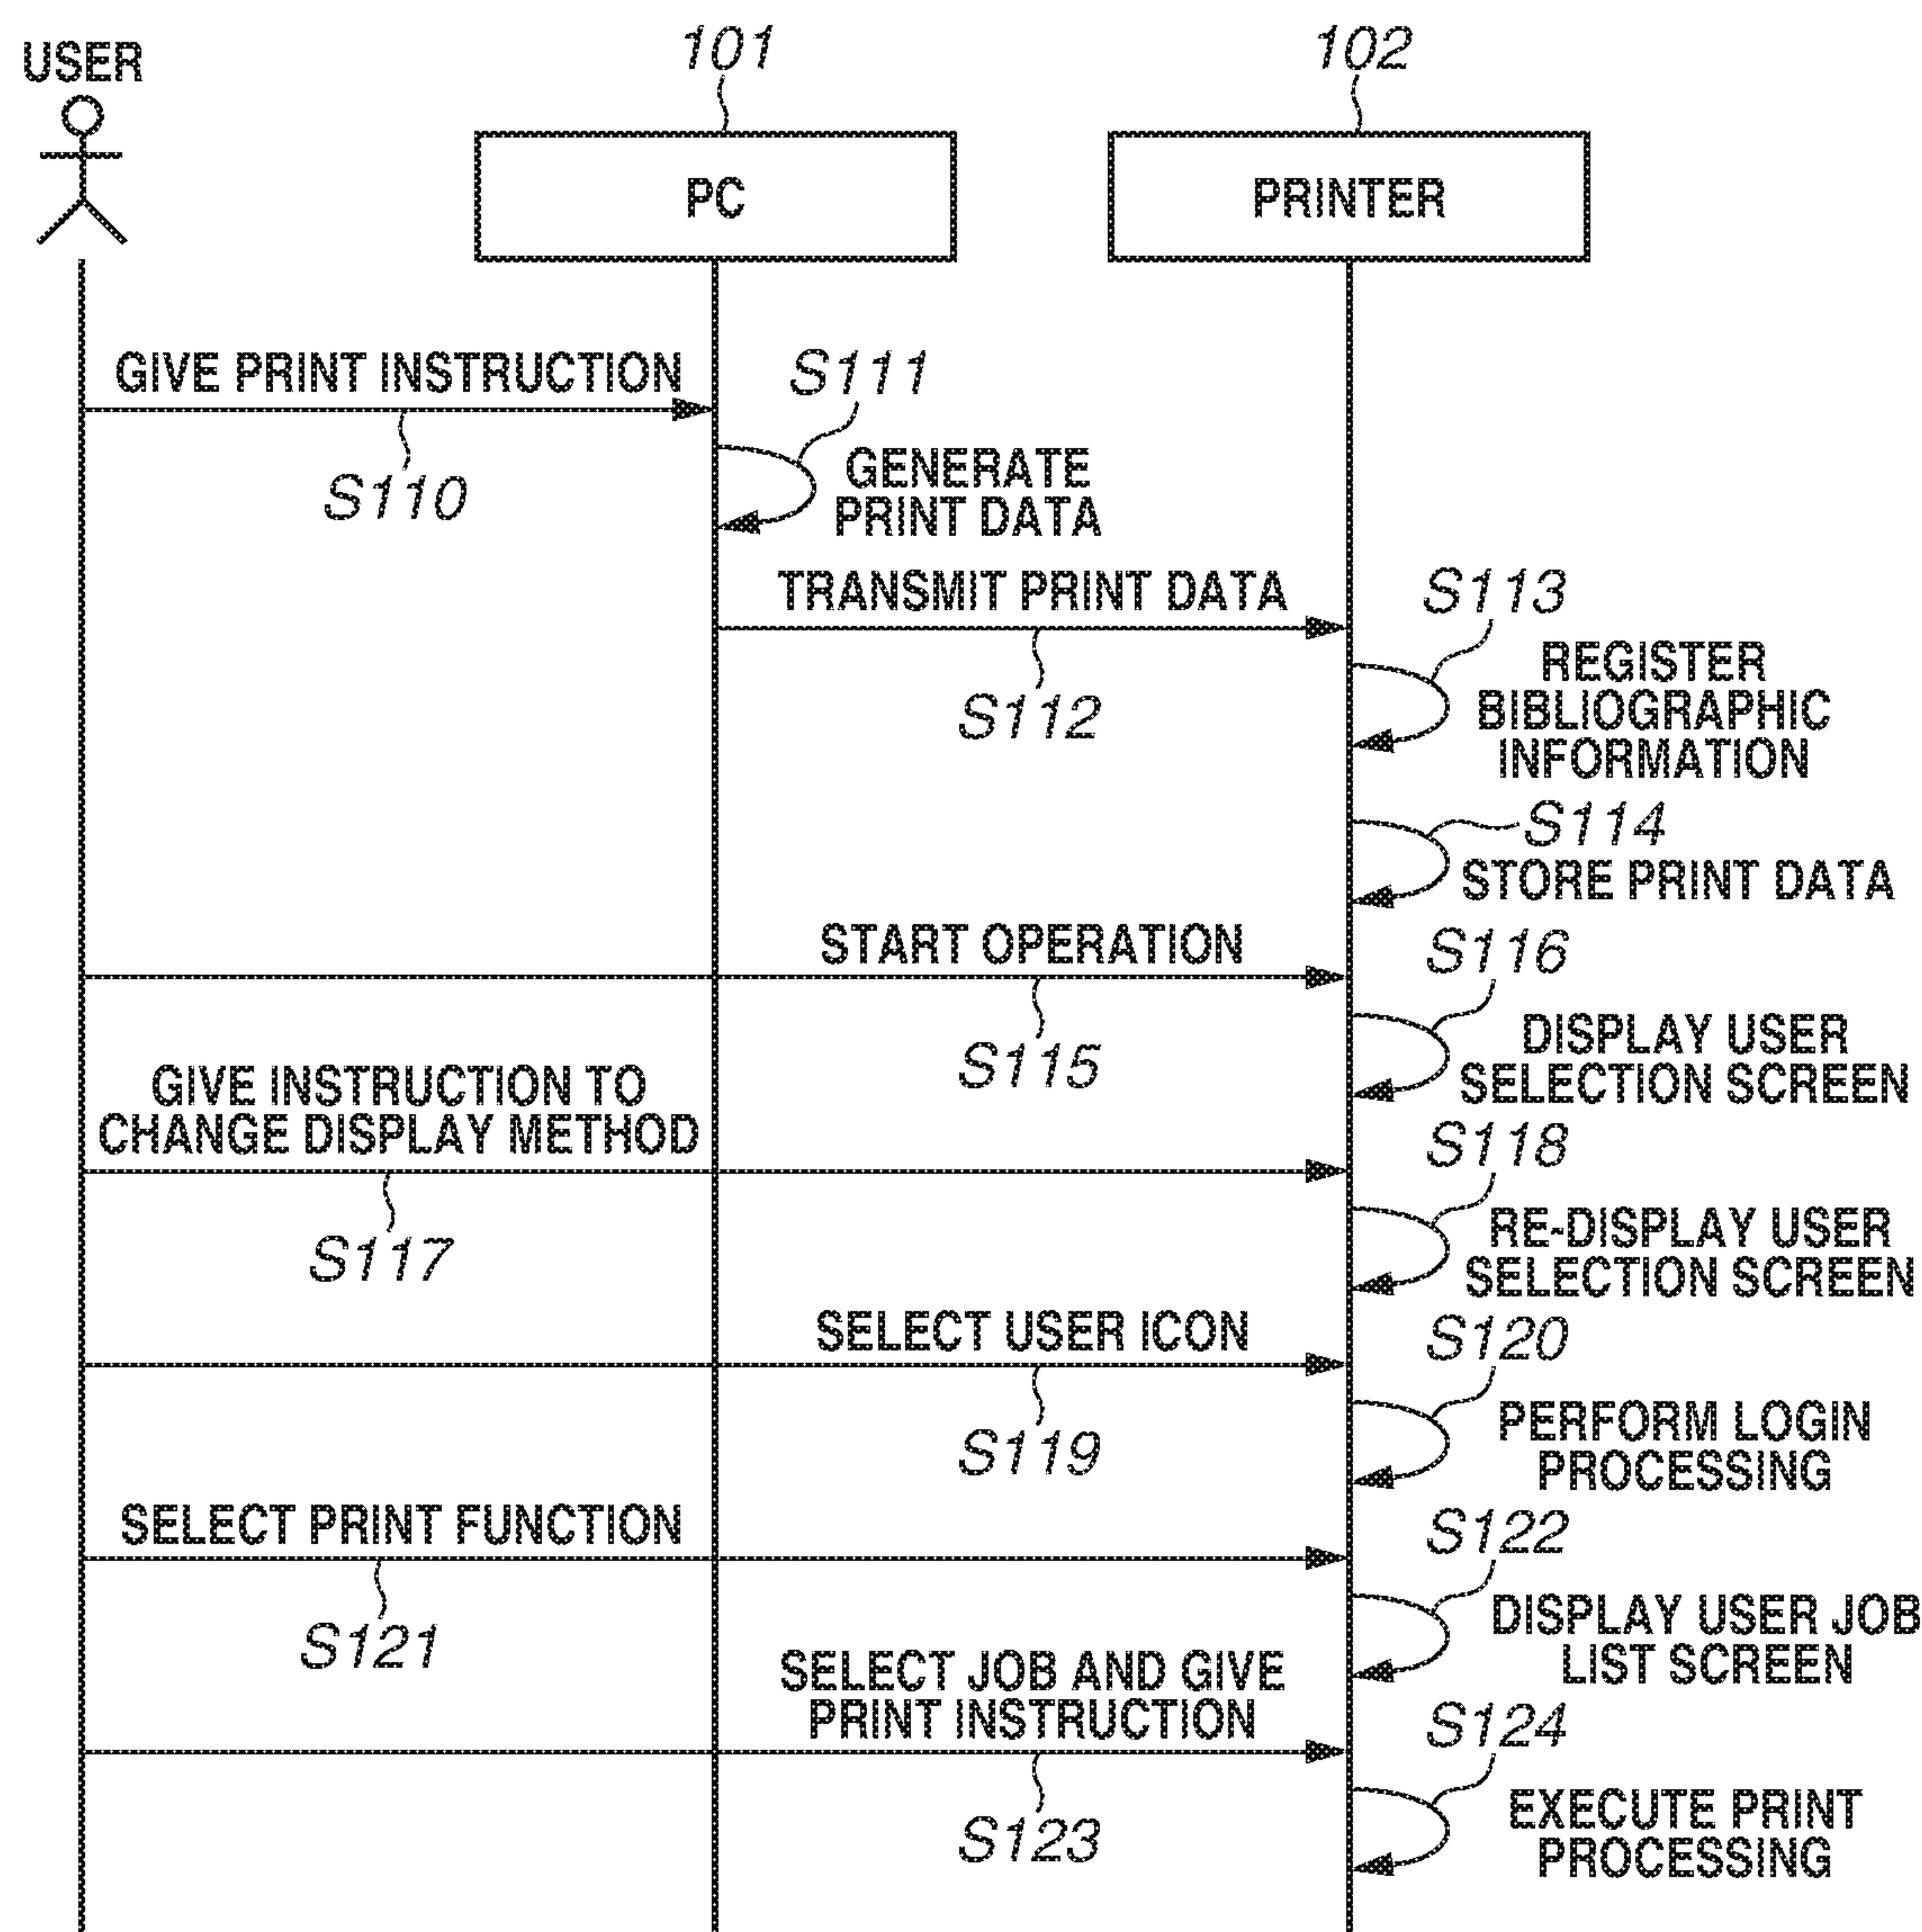 USER
101
102
PC
PRINTER
GIVE PRINT INSTRUCTION
S111
S110
GENERATE
PRINT DATA
TRANSMIT PRINT DATA
S113
S112
REGISTER
BIBLIOGRAPHIC
INFORMATION
S114
STORE PRINT DATA
START OPERATION
S116
S115
DISPLAY USER
SELECTION SCREEN
GIVE INSTRUCTION TO
CHANGE DISPLAY METHOD
S118
S117
RE-DISPLAY USER
SELECTION SCREEN
SELECT USER ICON
S120
S119
PERFORM LOGIN
PROCESSING
SELECT PRINT FUNCTION
S122
S121
DISPLAY USER JOB
LIST SCREEN
SELECT JOB AND GIVE
PRINT INSTRUCTION
S124
S123
EXECUTE PRINT
PROCESSING